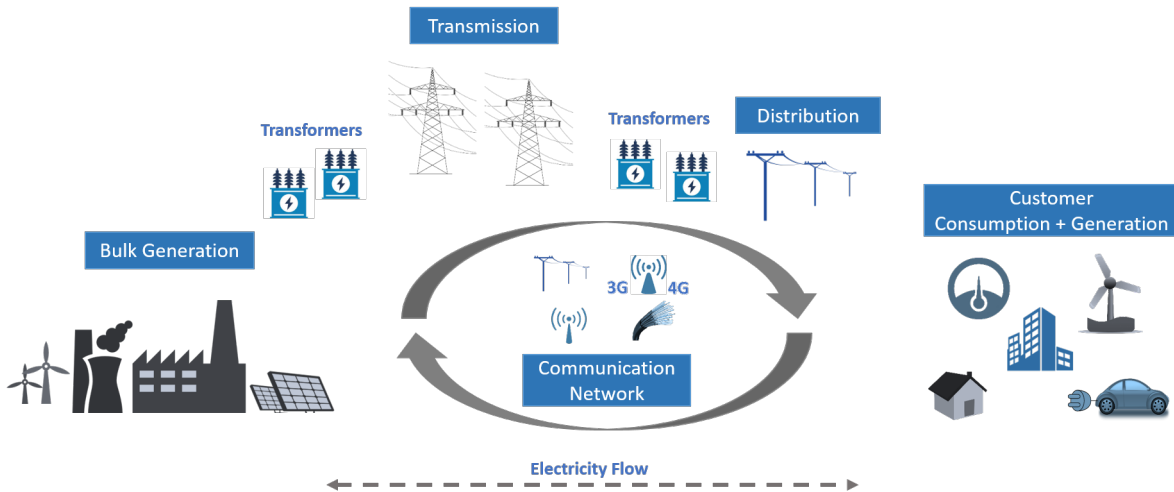 Transmission
Transformers
Transformers
Distribution
Customer
Consumption + Generation
Bulk Generation
3G
4G
Communication
Network
Electricity Flow